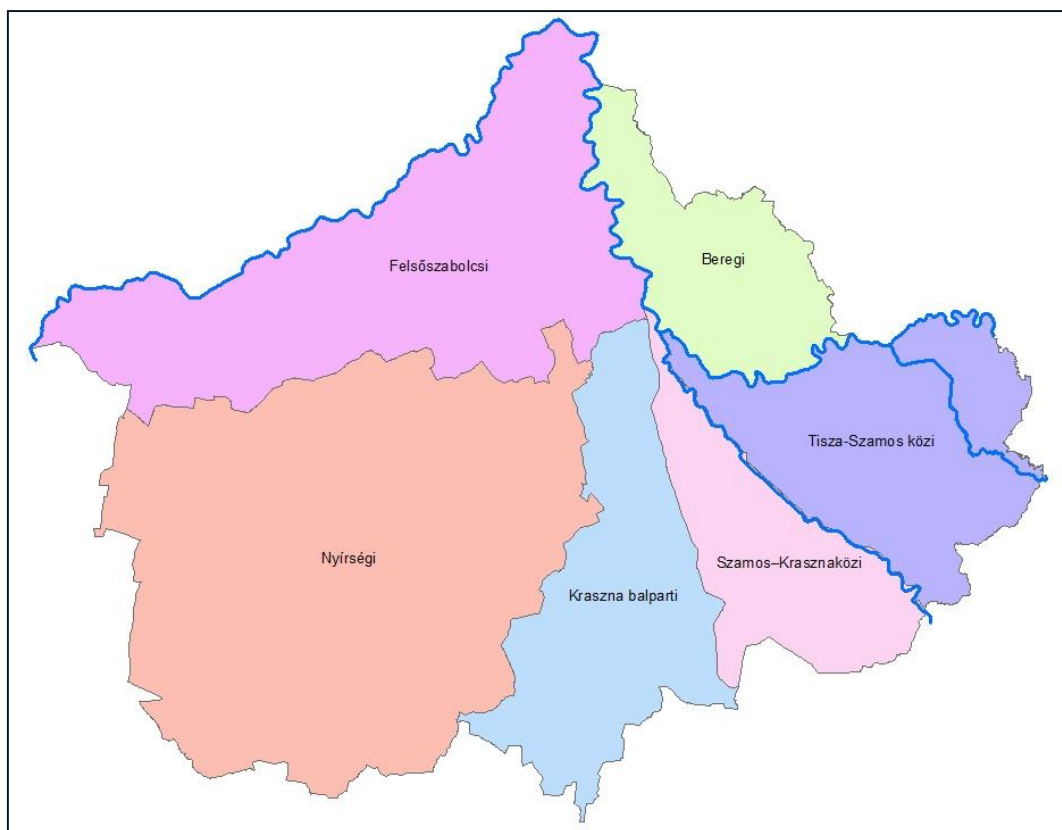 Felsőszabolcsi
Beregi
Tisza-Szamos közi
Nyírségi
Szamos–Krasznaközi
Kraszna balparti